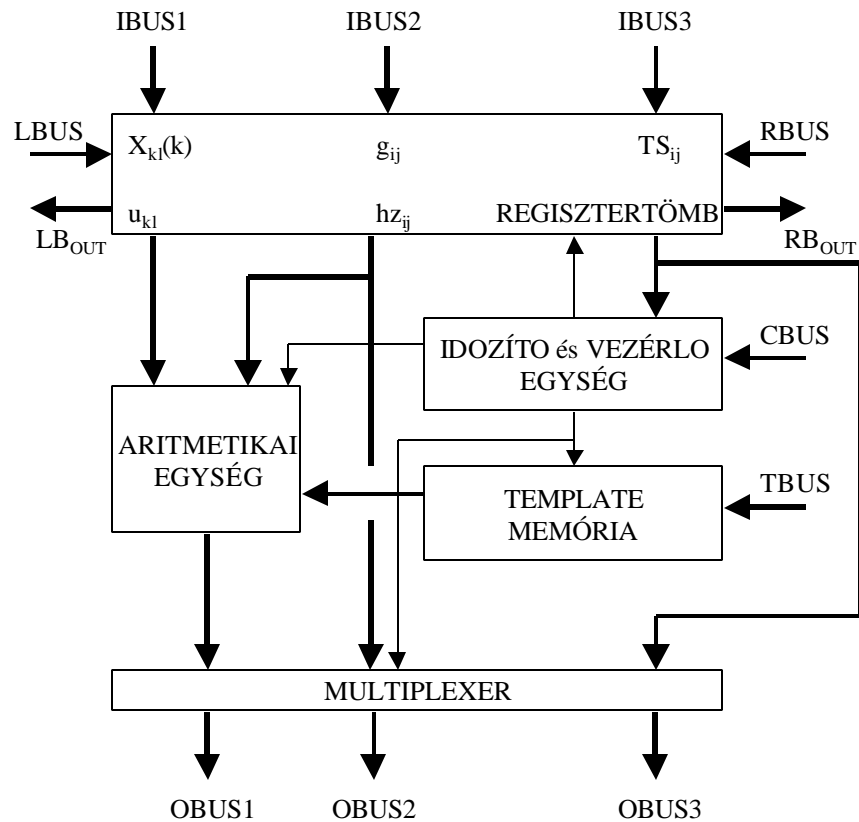 IBUS1 IBUS2 IBUS3
LBUS RBUS
X_kl(k) g_ij TS_ij
u_kl hz_ij REGISZTERTÖMB
LB_OUT RB_OUT
IDOZÍTO és VEZÉRLO
EGYSÉG
CBUS
ARITMETIKAI
EGYSÉG
TEMPLATE
MEMÓRIA
TBUS
MULTIPLEXER
OBUS1 OBUS2 OBUS3